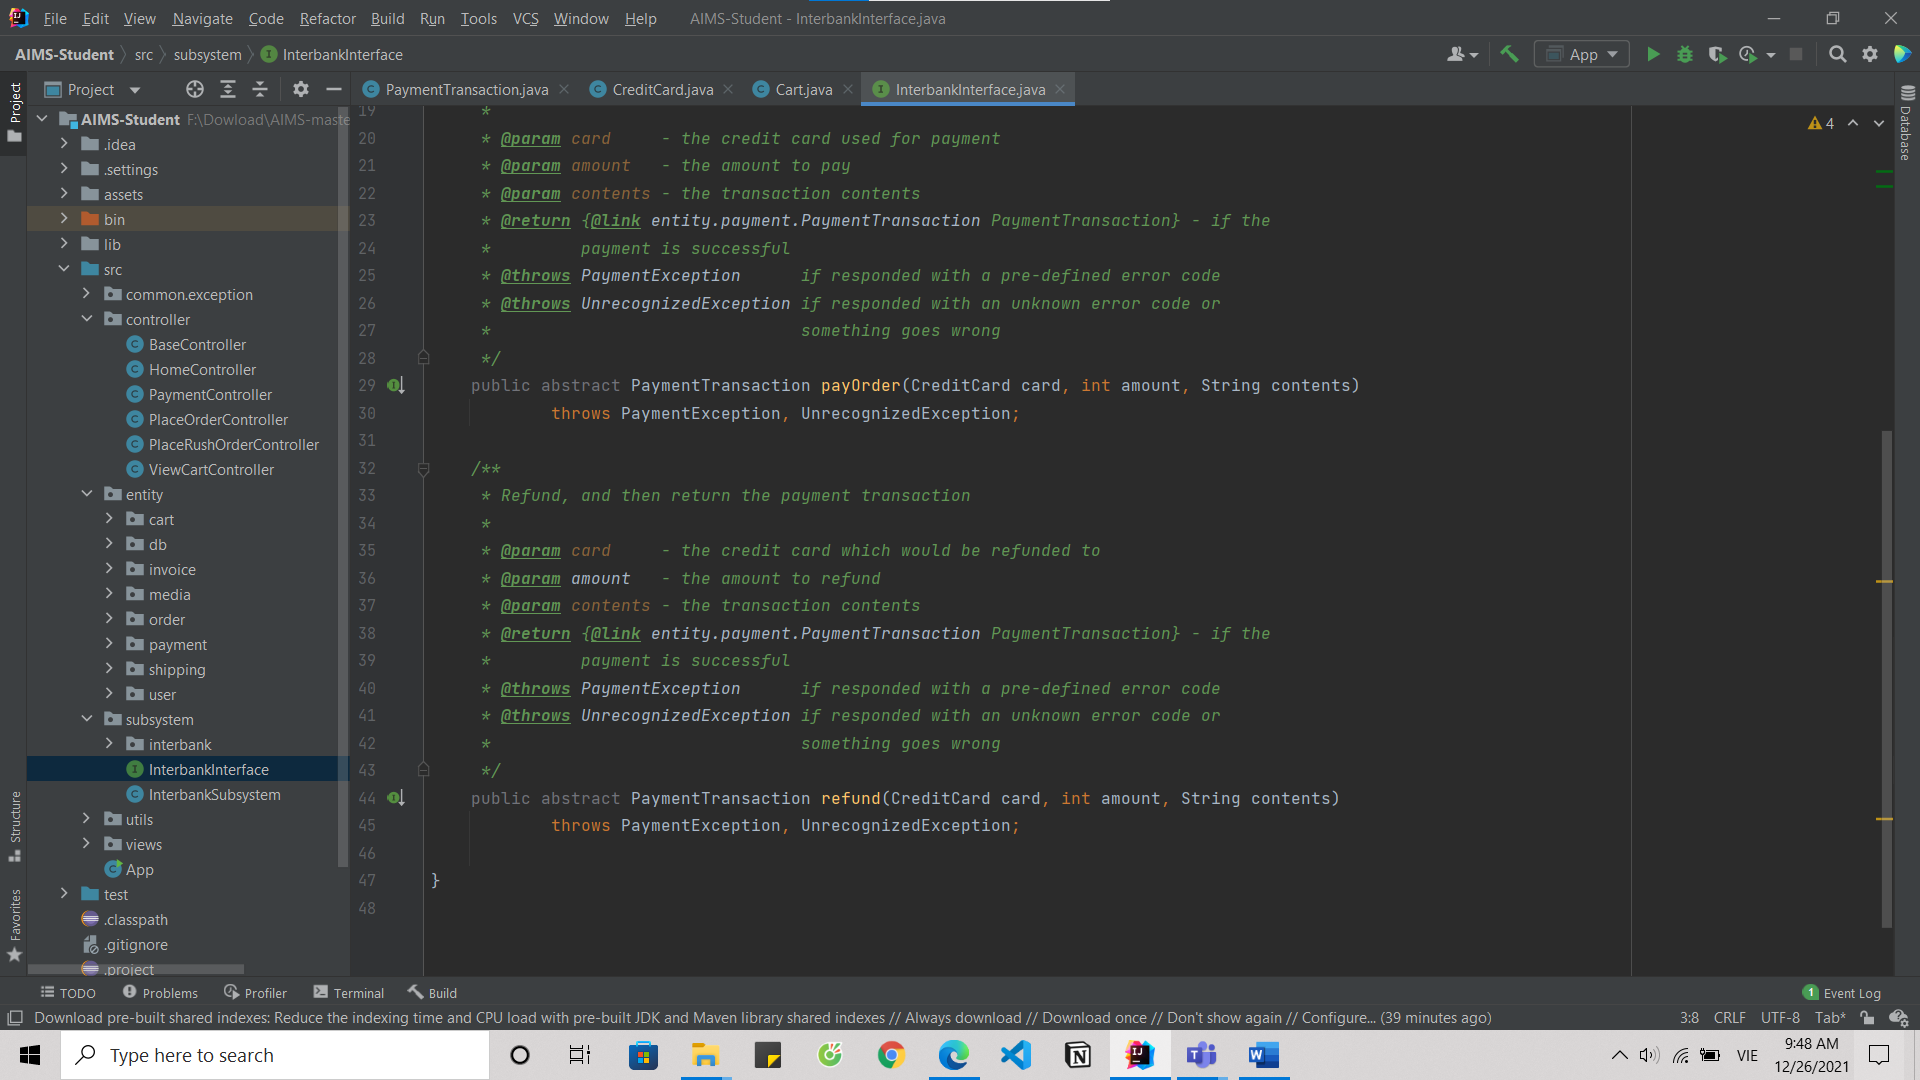 File Edit View Navigate Code Refactor Build Run Tools VCS Window Help AIMS-Student - InterbankInterface.java
AIMS-Student src subsystem InterbankInterface
App
Project
PaymentTransaction.java CreditCard.java Cart.java InterbankInterface.java
Project
Structure
Favorites
AIMS-Student F:\Dowload\AIMS-maste
.idea
.settings
assets
bin
lib
src
common.exception
controller
BaseController
HomeController
PaymentController
PlaceOrderController
PlaceRushOrderController
ViewCartController
entity
cart
db
invoice
media
order
payment
shipping
user
subsystem
interbank
InterbankInterface
InterbankSubsystem
utils
views
App
test
.classpath
.gitignore
.project
19 *
20 * @param card - the credit card used for payment
21 * @param amount - the amount to pay
22 * @param contents - the transaction contents
23 * @return {@link entity.payment.PaymentTransaction PaymentTransaction} - if the
24 * payment is successful
25 * @throws PaymentException if responded with a pre-defined error code
26 * @throws UnrecognizedException if responded with an unknown error code or
27 * something goes wrong
28 */
29 public abstract PaymentTransaction payOrder(CreditCard card, int amount, String contents)
30 throws PaymentException, UnrecognizedException;
31
32 /**
33 * Refund, and then return the payment transaction
34 *
35 * @param card - the credit card which would be refunded to
36 * @param amount - the amount to refund
37 * @param contents - the transaction contents
38 * @return {@link entity.payment.PaymentTransaction PaymentTransaction} - if the
39 * payment is successful
40 * @throws PaymentException if responded with a pre-defined error code
41 * @throws UnrecognizedException if responded with an unknown error code or
42 * something goes wrong
43 */
44 public abstract PaymentTransaction refund(CreditCard card, int amount, String contents)
45 throws PaymentException, UnrecognizedException;
46
47 }
48
4
Database
TODO Problems Profiler Terminal Build 1 Event Log
Download pre-built shared indexes: Reduce the indexing time and CPU load with pre-built JDK and Maven library shared indexes // Always download // Download once // Don't show again // Configure... (39 minutes ago) 3:8 CRLF UTF-8 Tab*
Type here to search
VIE
9:48 AM
12/26/2021